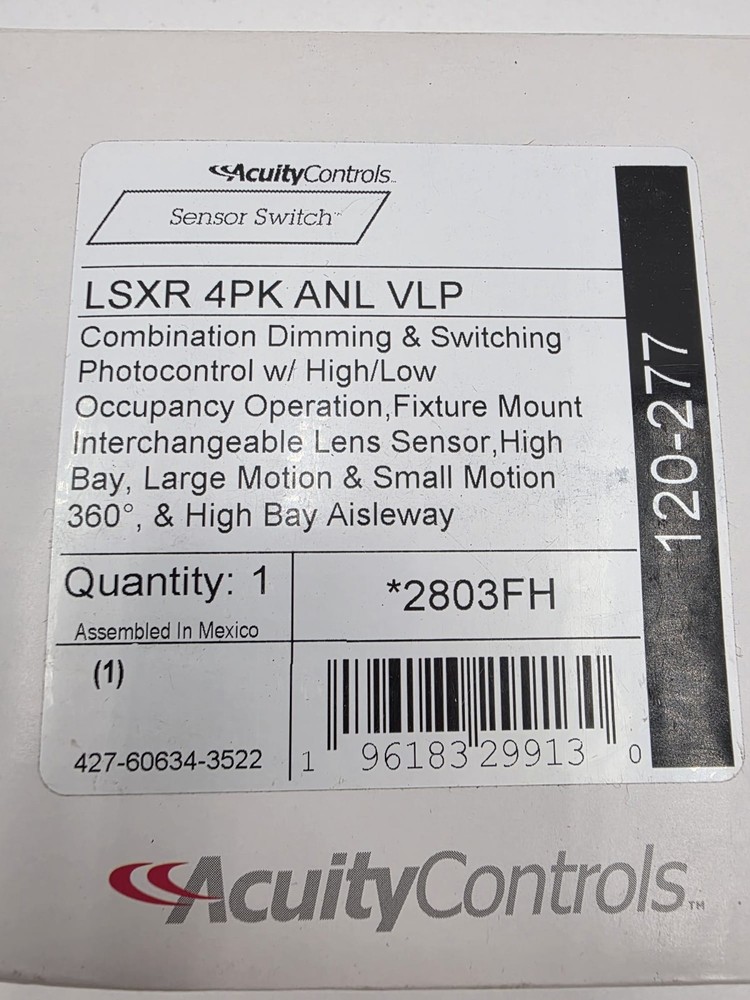 AcuityControls
Sensor Switch™
LSXR 4PK ANL VLP
Combination Dimming & Switching
Photocontrol w/ High/Low
Occupancy Operation,Fixture Mount
Interchangeable Lens Sensor,High
Bay, Large Motion & Small Motion
360°, & High Bay Aisleway
120-277
Quantity: 1
Assembled In Mexico
*2803FH
(1)
427-60634-3522
1 96183 29913 0
AcuityControls™